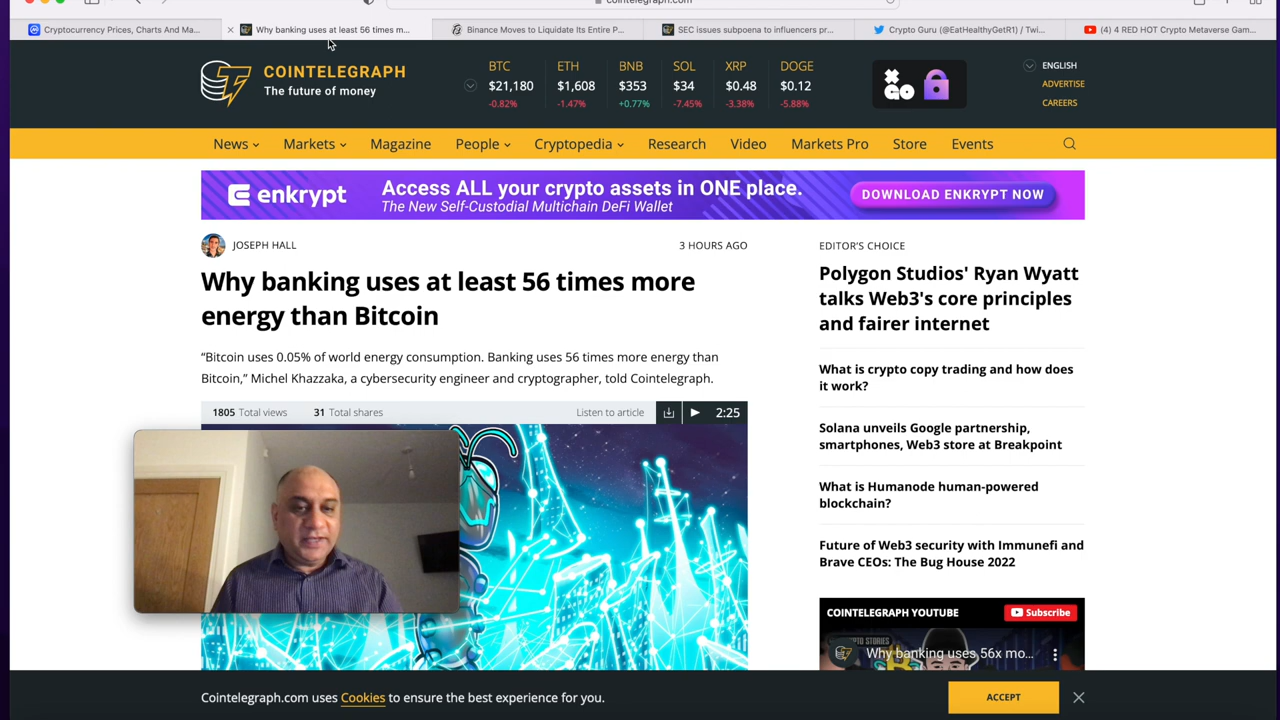 cointelegraph.com
Cryptocurrency Prices, Charts And Ma...
Why banking uses at least 56 times m...
Binance Moves to Liquidate Its Entire P...
SEC issues subpoena to influencers pr...
Crypto Guru (@EatHealthyGetR1) / Twi...
(4) 4 RED HOT Crypto Metaverse Gam...
COINTELEGRAPH
The future of money
BTC ETH BNB SOL XRP DOGE
$21,180 $1,608 $353 $34 $0.48 $0.12
-0.82% -1.47% +0.77% -7.45% -3.38% -5.88%
ENGLISH
ADVERTISE
CAREERS
News Markets Magazine People Cryptopedia Research Video Markets Pro Store Events
enkrypt
Access ALL your crypto assets in ONE place.
The New Self-Custodial Multichain DeFi Wallet
DOWNLOAD ENKRYPT NOW
JOSEPH HALL
3 HOURS AGO
Why banking uses at least 56 times more
energy than Bitcoin
“Bitcoin uses 0.05% of world energy consumption. Banking uses 56 times more energy than
Bitcoin,” Michel Khazzaka, a cybersecurity engineer and cryptographer, told Cointelegraph.
1805 Total views 31 Total shares Listen to article 2:25
EDITOR'S CHOICE
Polygon Studios' Ryan Wyatt
talks Web3's core principles
and fairer internet
What is crypto copy trading and how does
it work?
Solana unveils Google partnership,
smartphones, Web3 store at Breakpoint
What is Humanode human-powered
blockchain?
Future of Web3 security with Immunefi and
Brave CEOs: The Bug House 2022
COINTELEGRAPH YOUTUBE
Subscribe
Why banking uses 56x mo...
Cointelegraph.com uses Cookies to ensure the best experience for you.
ACCEPT